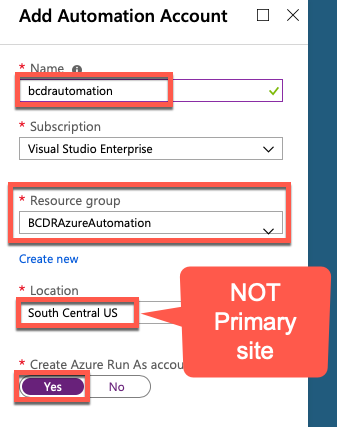 Add Automation Account
* Name
bcdrautomation
* Subscription
Visual Studio Enterprise
* Resource group
BCDRAzureAutomation
Create new
* Location
South Central US
NOT
Primary
site
* Create Azure Run As accou
Yes No